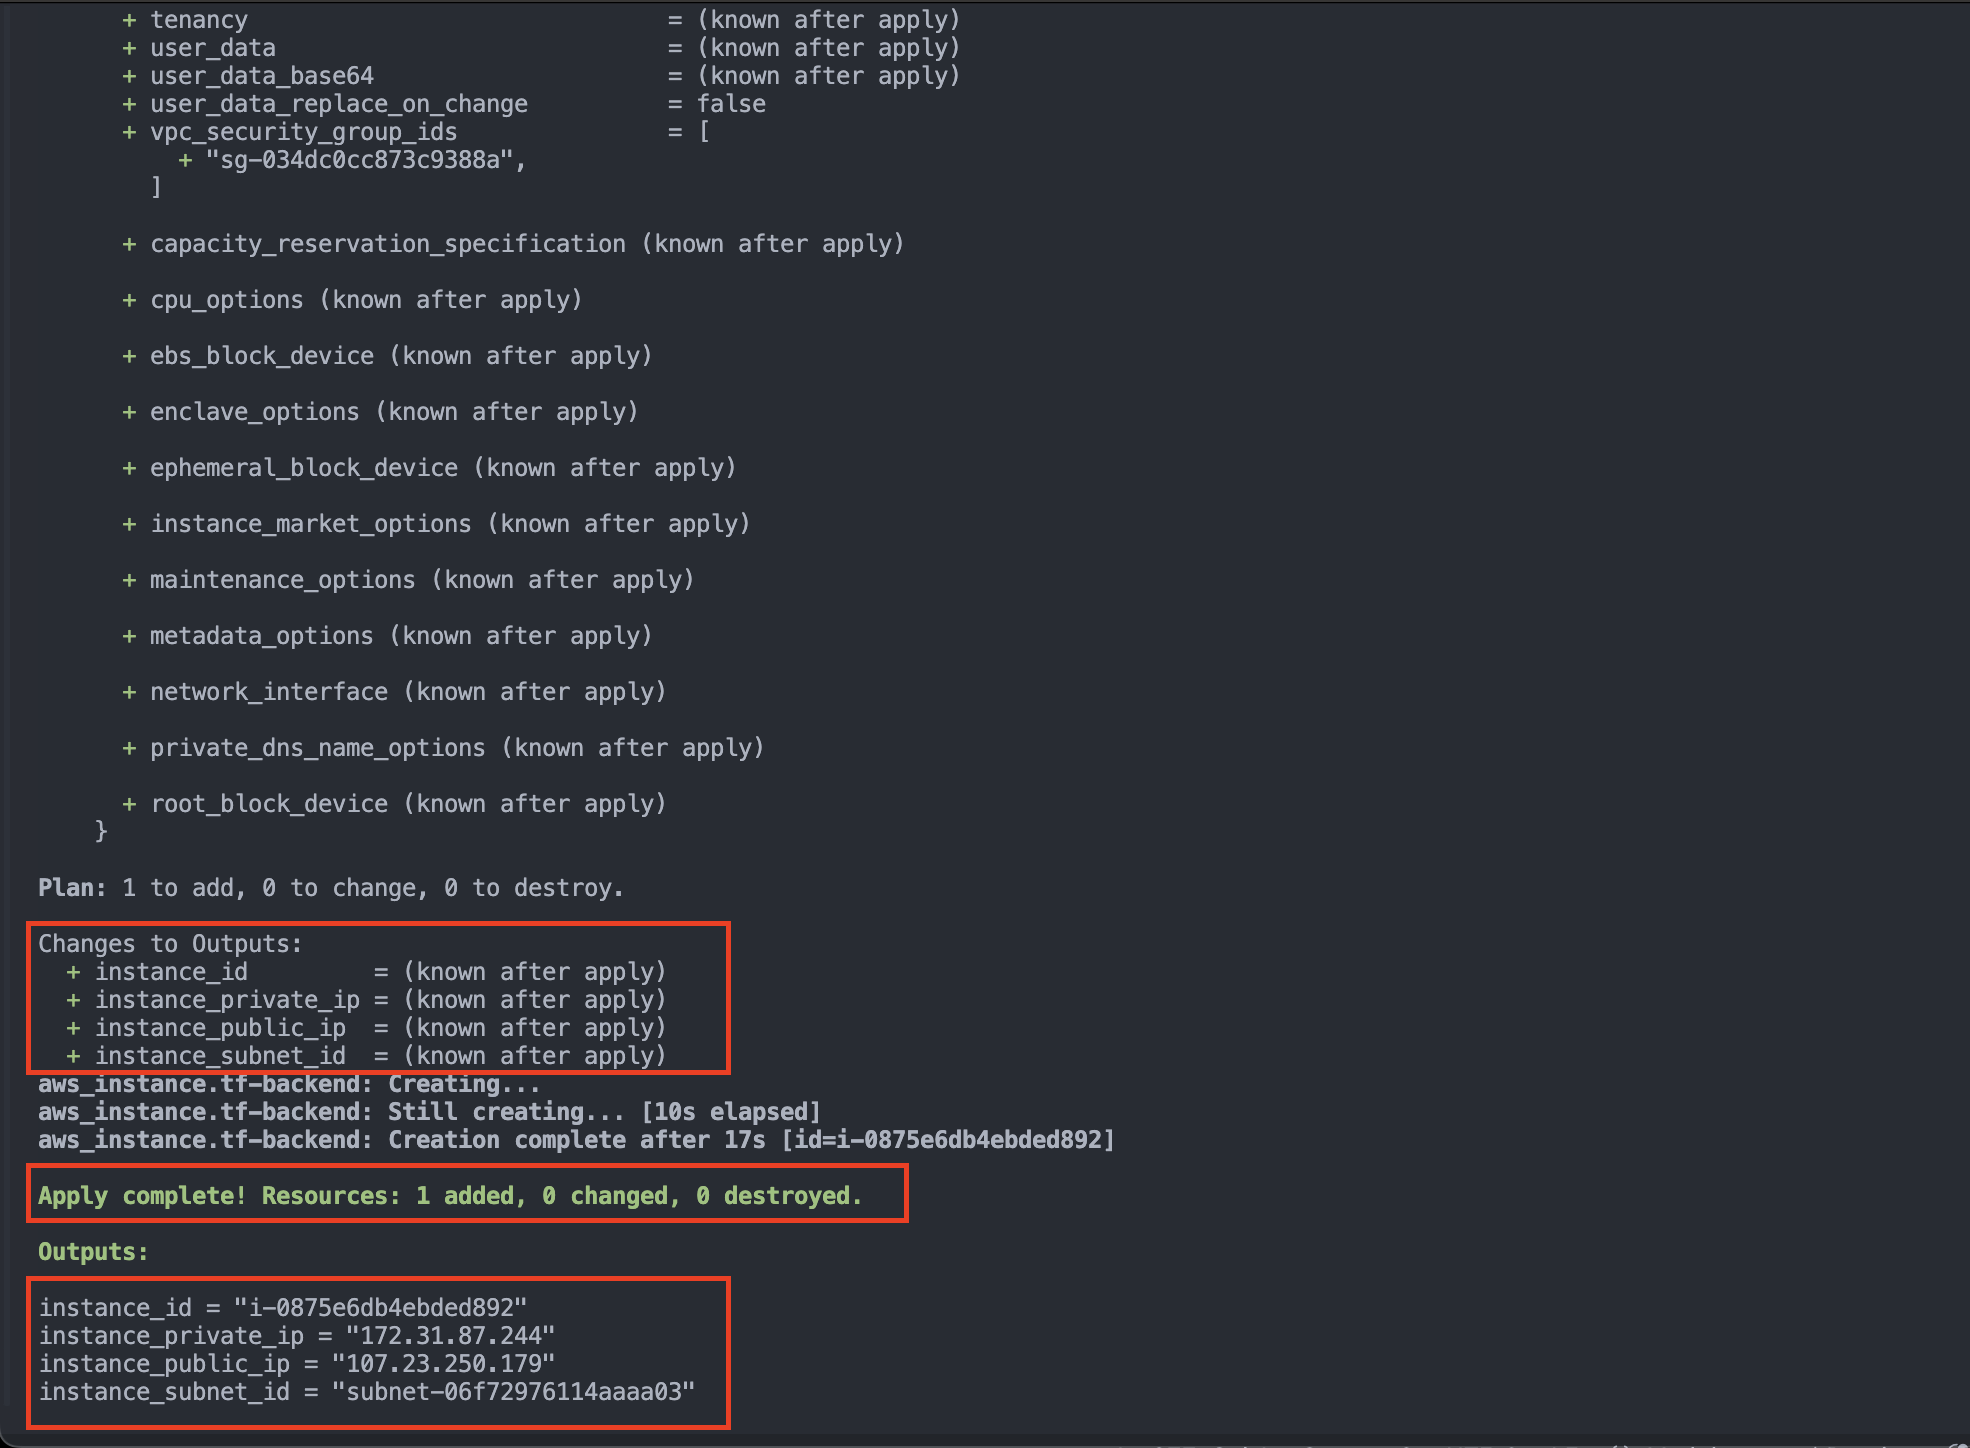 + tenancy = (known after apply)
+ user_data = (known after apply)
+ user_data_base64 = (known after apply)
+ user_data_replace_on_change = false
+ vpc_security_group_ids = [
+ "sg-034dc0cc873c9388a",
]
+ capacity_reservation_specification (known after apply)
+ cpu_options (known after apply)
+ ebs_block_device (known after apply)
+ enclave_options (known after apply)
+ ephemeral_block_device (known after apply)
+ instance_market_options (known after apply)
+ maintenance_options (known after apply)
+ metadata_options (known after apply)
+ network_interface (known after apply)
+ private_dns_name_options (known after apply)
+ root_block_device (known after apply)
}
Plan: 1 to add, 0 to change, 0 to destroy.
Changes to Outputs:
+ instance_id = (known after apply)
+ instance_private_ip = (known after apply)
+ instance_public_ip = (known after apply)
+ instance_subnet_id = (known after apply)
aws_instance.tf-backend: Creating...
aws_instance.tf-backend: Still creating... [10s elapsed]
aws_instance.tf-backend: Creation complete after 17s [id=i-0875e6db4ebded892]
Apply complete! Resources: 1 added, 0 changed, 0 destroyed.
Outputs:
instance_id = "i-0875e6db4ebded892"
instance_private_ip = "172.31.87.244"
instance_public_ip = "107.23.250.179"
instance_subnet_id = "subnet-06f72976114aaaa03"